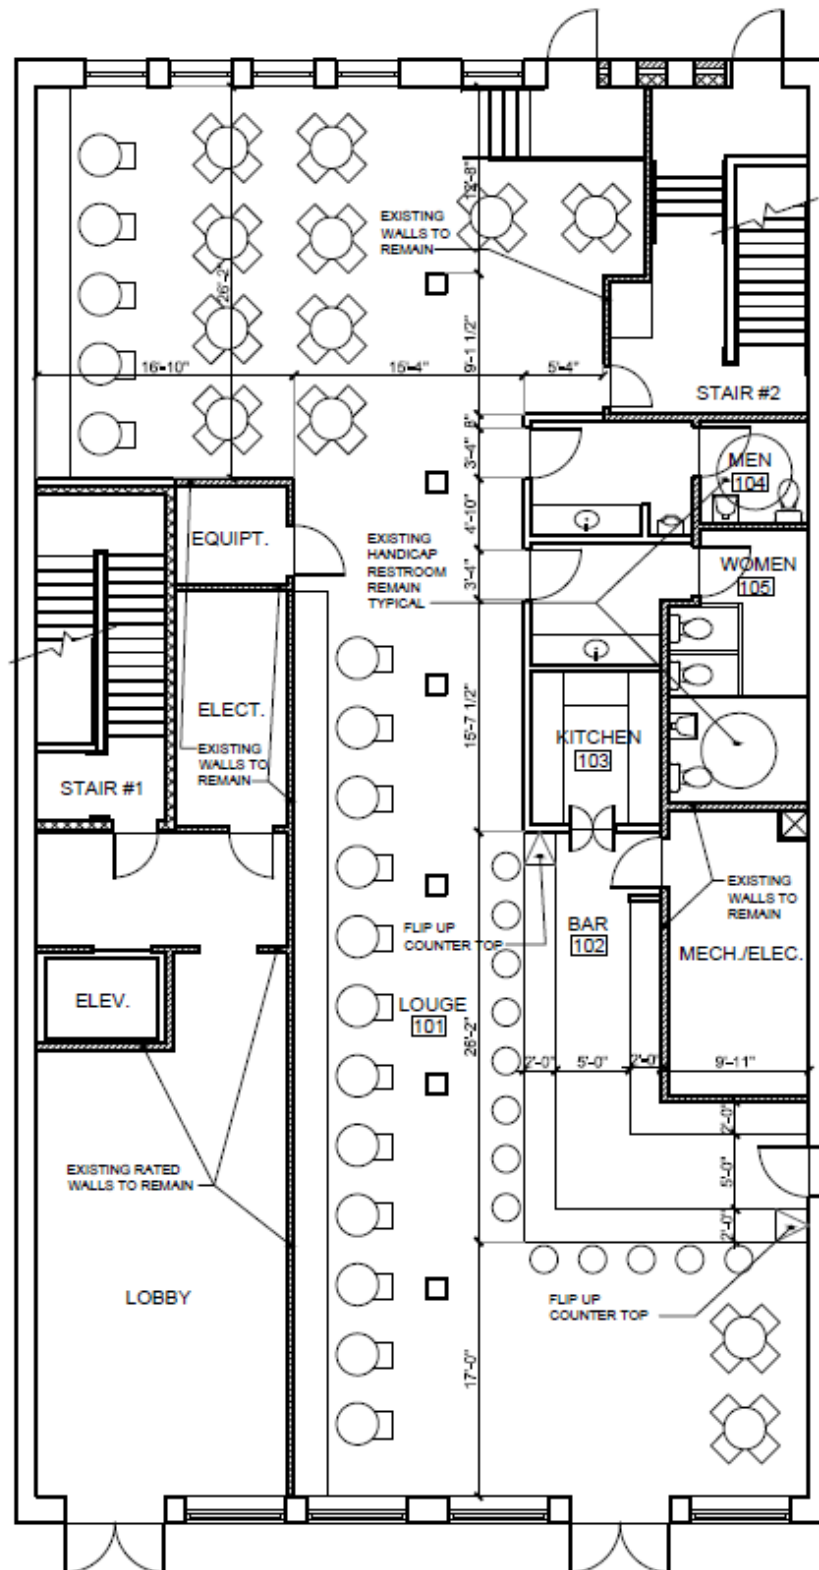 12'-8"
EXISTING
WALLS TO
REMAIN
26'-2"
9'-1 1/2"
16'-10"
15'-4"
5'-4"
STAIR #2
8"
3'-4"
MEN
104
4'-10"
EQUIPT.
EXISTING
HANDICAP
RESTROOM
REMAIN
TYPICAL
3'-4"
WOMEN
105
15'-7 1/2"
ELECT.
EXISTING
WALLS TO
REMAIN
KITCHEN
103
STAIR #1
EXISTING
WALLS TO
REMAIN
FLIP UP
COUNTER TOP
BAR
102
MECH./ELEC.
ELEV.
LOUGE
101
26'-2"
2'-0"
5'-0"
2'-0"
9'-11"
2'-0"
5'-0"
2'-0"
EXISTING RATED
WALLS TO REMAIN
LOBBY
FLIP UP
COUNTER TOP
17'-0"